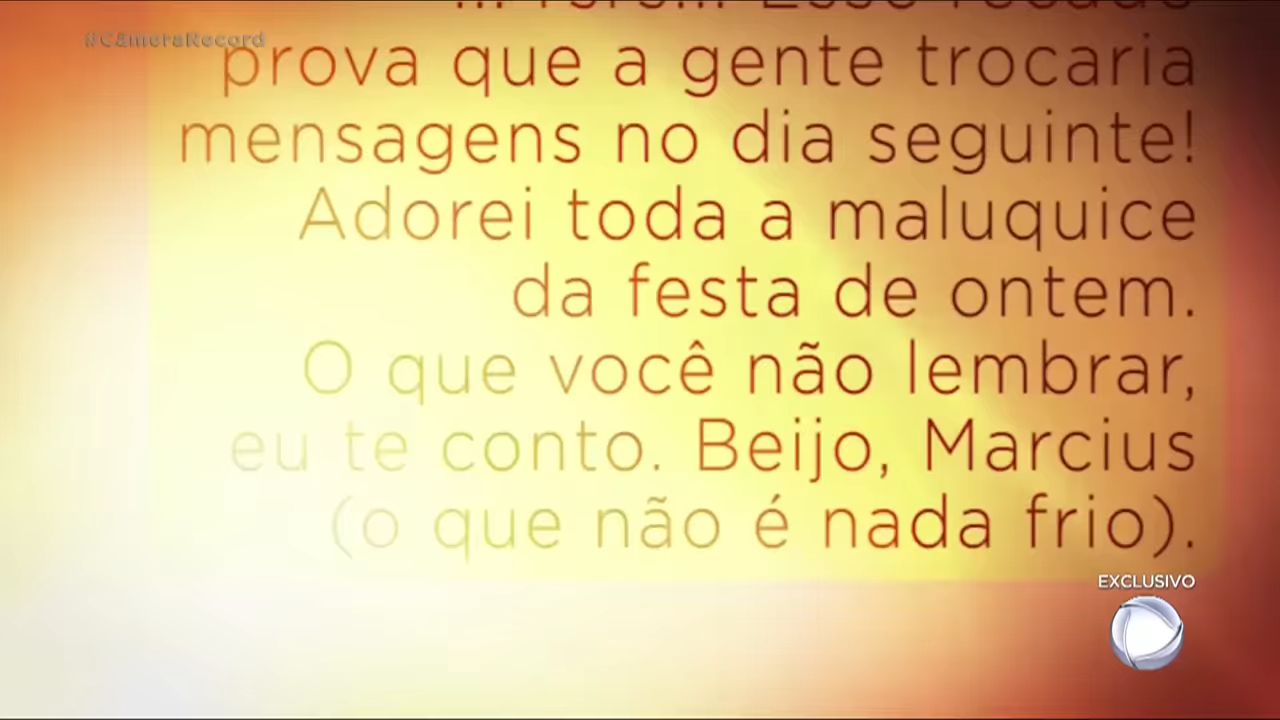 #CâmeraRecord
prova que a gente trocaria
mensagens no dia seguinte!
Adorei toda a maluquice
da festa de ontem.
O que você não lembrar,
eu te conto. Beijo, Marcius
(o que não é nada frio).
EXCLUSIVO